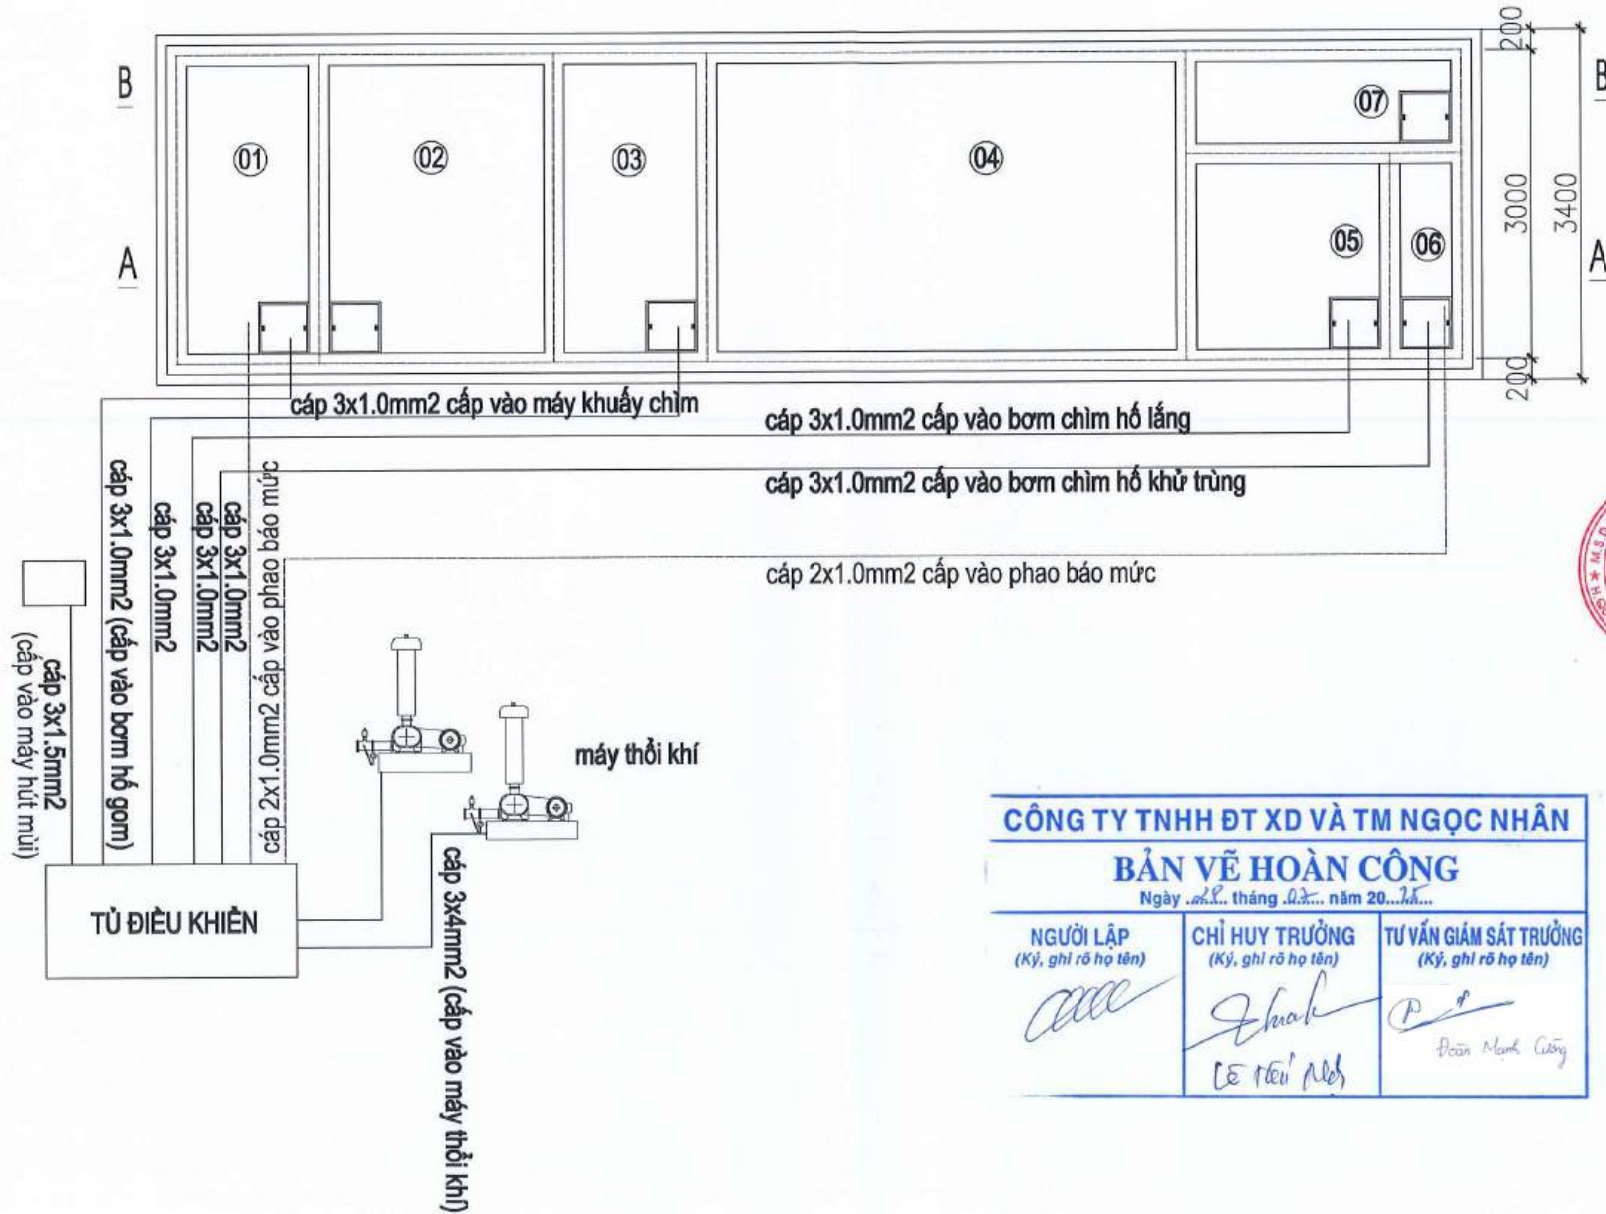 200
B
B
01
02
03
04
07
05
06
3000
3400
A
A
200
cáp 3x1.0mm2 cấp vào máy khuấy chìm
cáp 3x1.0mm2 cấp vào bơm chìm hố lắng
cáp 3x1.0mm2 cấp vào bơm chìm hố khử trùng
cáp 2x1.0mm2 cấp vào phao báo mức
cáp 3x1.5mm2
(cấp vào máy hút mùi)
cáp 3x1.0mm2 (cấp vào bơm hố gom)
cáp 3x1.0mm2
cáp 3x1.0mm2
cáp 3x1.0mm2
cáp 2x1.0mm2 cấp vào phao báo mức
máy thổi khí
cáp 3x4mm2 (cấp vào máy thổi khí)
TỦ ĐIỀU KHIỂN
M.S.D
CÔNG TY TNHH ĐT XD VÀ TM NGỌC NHÂN
BẢN VẼ HOÀN CÔNG
Ngày ... tháng ... năm 20...
NGƯỜI LẬP
(Ký, ghi rõ họ tên)
CHỈ HUY TRƯỞNG
(Ký, ghi rõ họ tên)
TƯ VẤN GIÁM SÁT TRƯỞNG
(Ký, ghi rõ họ tên)
Đoàn Mạnh Cường